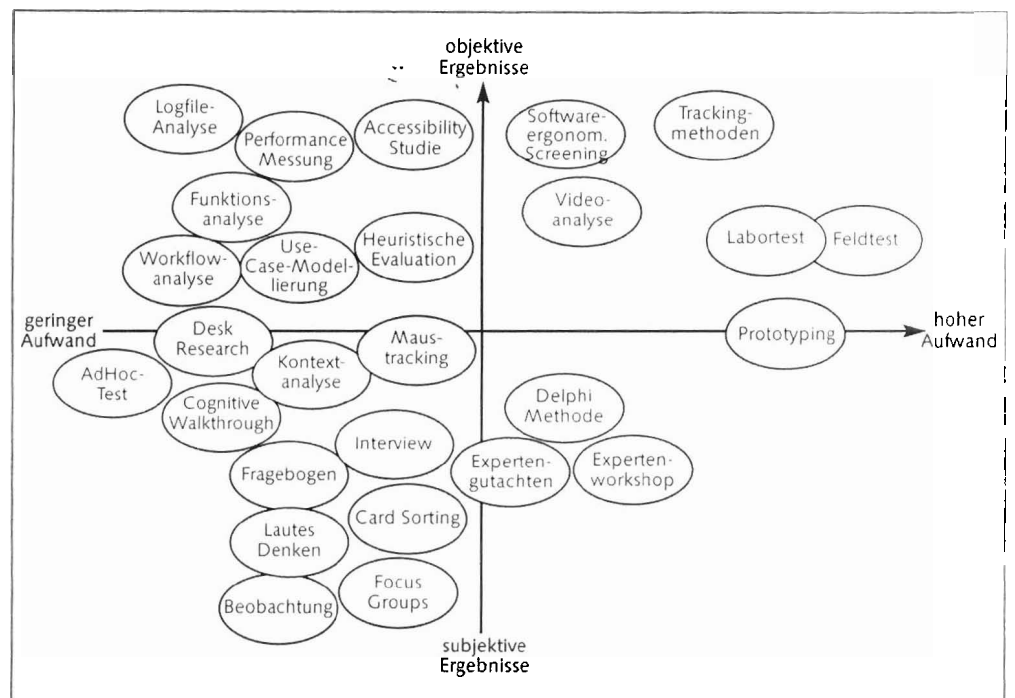 objektive
Ergebnisse
Logfile-
Analyse
Performance
Messung
Accessibility
Studie
Software-
ergonom.
Screening
Tracking-
methoden
Funktions-
analyse
Video-
analyse
Workflow-
analyse
Use-
Case-Model-
lierung
Heuristische
Evaluation
Labortest
Feldtest
geringer
Aufwand
Desk
Research
Maus-
tracking
Prototyping
hoher
Aufwand
AdHoc-
Test
Kontext-
analyse
Cognitive
Walkthrough
Delphi
Methode
Interview
Fragebogen
Experten-
gutachten
Experten-
workshop
Card Sorting
Lautes
Denken
Focus
Groups
Beobachtung
subjektive
Ergebnisse